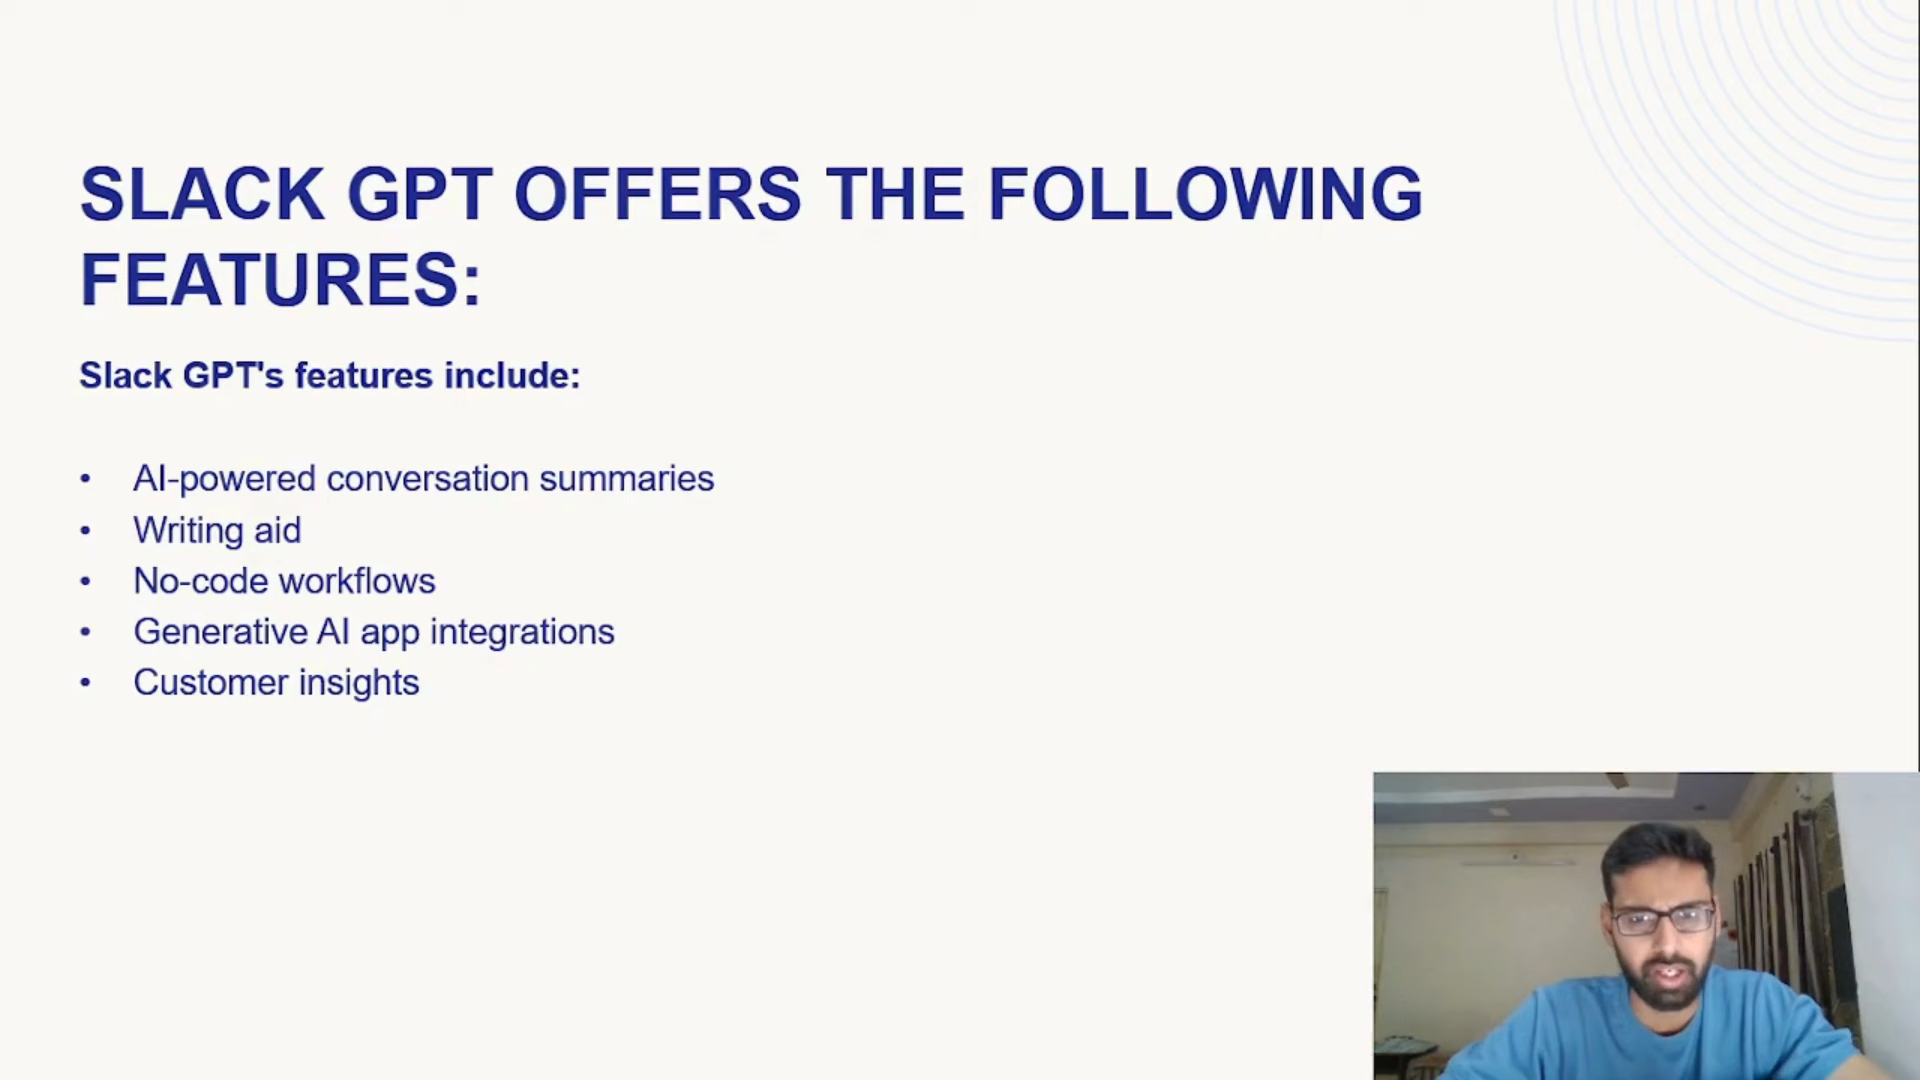 SLACK GPT OFFERS THE FOLLOWING
FEATURES:
Slack GPT's features include:
• AI-powered conversation summaries
• Writing aid
• No-code workflows
• Generative AI app integrations
• Customer insights